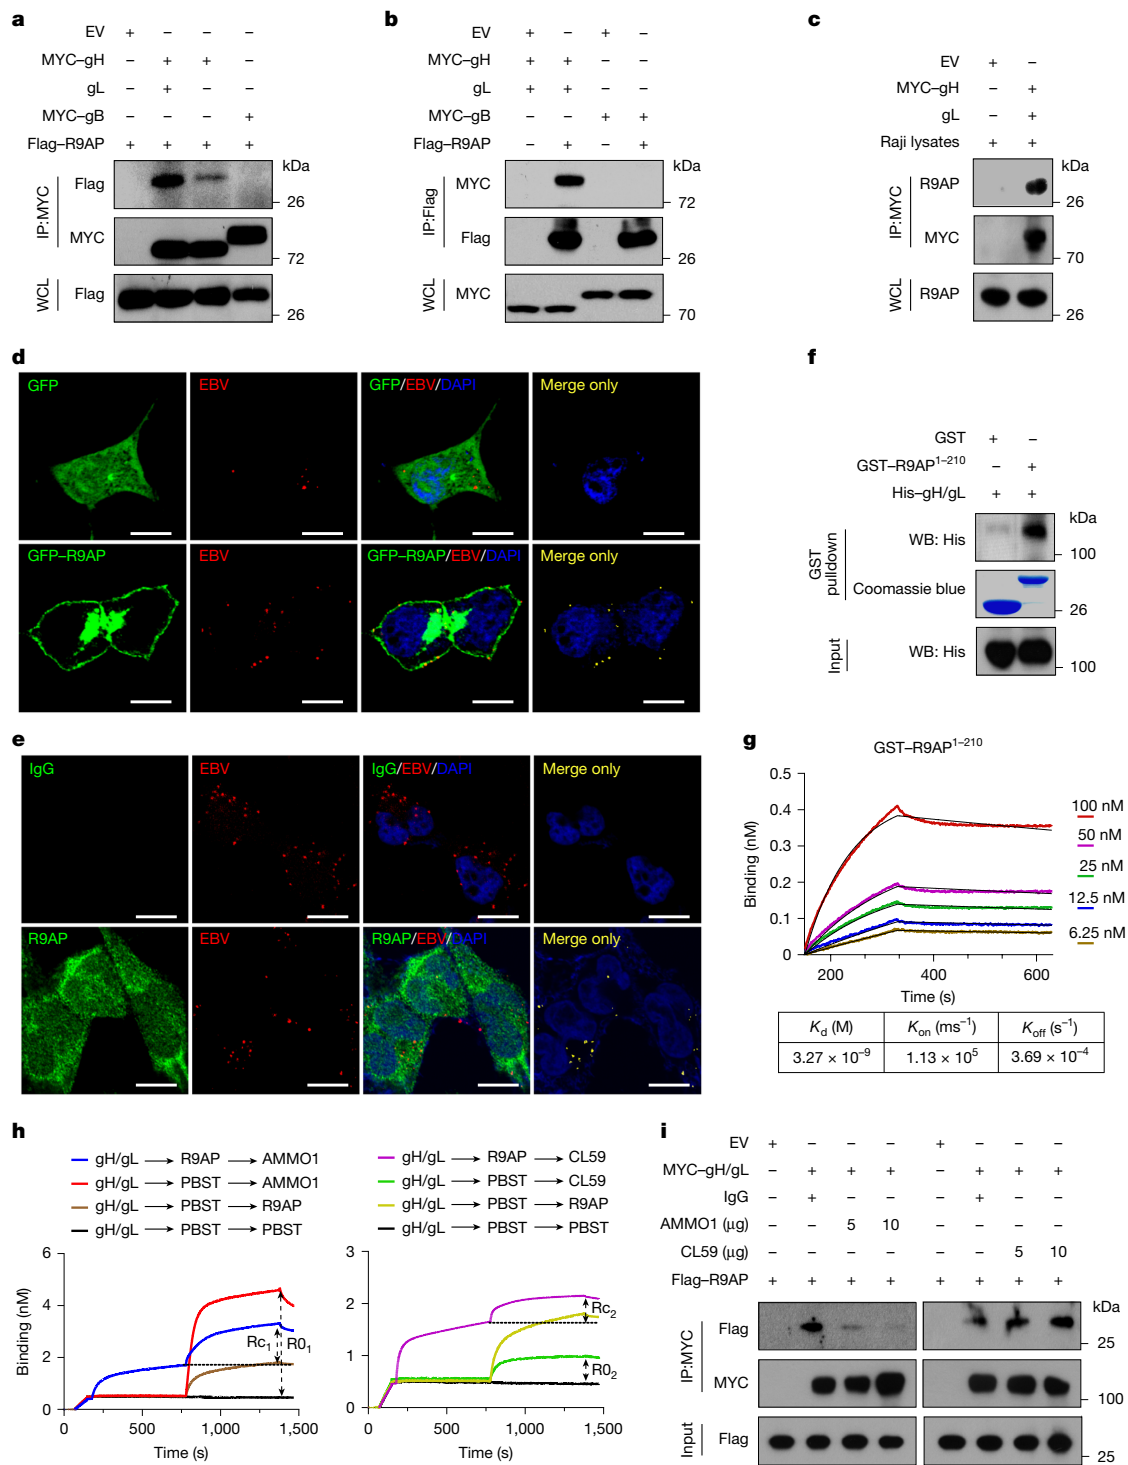 a
EV + – – –
MYC–gH – + + –
gL – + – –
MYC–gB – – – +
Flag–R9AP + + + +
kDa
IP:MYC
Flag
26
MYC
72
WCL
Flag
26
b
EV + – + –
MYC–gH + + – –
gL + + – –
MYC–gB – – + +
Flag–R9AP – + – +
kDa
IP:Flag
MYC
72
Flag
26
WCL
MYC
70
c
EV + –
MYC–gH – +
gL – +
Raji lysates + +
kDa
IP:MYC
R9AP
26
MYC
70
WCL
R9AP
26
d
GFP
EBV
GFP/EBV/DAPI
Merge only
GFP–R9AP
EBV
GFP–R9AP/EBV/DAPI
Merge only
e
IgG
EBV
IgG/EBV/DAPI
Merge only
R9AP
EBV
R9AP/EBV/DAPI
Merge only
f
GST + –
GST–R9AP1–210 – +
His–gH/gL + +
kDa
GST pulldown
WB: His
100
Coomassie blue
26
Input
WB: His
100
g
GST–R9AP1–210
Binding (nM)
0.5
0.4
0.3
0.2
0.1
0
200 400 600
Time (s)
100 nM
50 nM
25 nM
12.5 nM
6.25 nM
Kd (M) Kon (ms–1) Koff (s–1)
3.27 × 10–9 1.13 × 105 3.69 × 10–4
h
gH/gL → R9AP → AMMO1
gH/gL → PBST → AMMO1
gH/gL → PBST → R9AP
gH/gL → PBST → PBST
Binding (nM)
6
4
2
0
Rc1
R01
0 500 1,000 1,500
Time (s)
gH/gL → R9AP → CL59
gH/gL → PBST → CL59
gH/gL → PBST → R9AP
gH/gL → PBST → PBST
3
2
1
0
Rc2
R02
0 500 1,000 1,500
Time (s)
i
EV + – – – + – – –
MYC–gH/gL – + + + – + + +
IgG – + – – – + – –
AMMO1 (μg) – – 5 10 – – – –
CL59 (μg) – – – – – – 5 10
Flag–R9AP + + + + + + + +
kDa
IP:MYC
Flag
25
MYC
100
Input
Flag
25